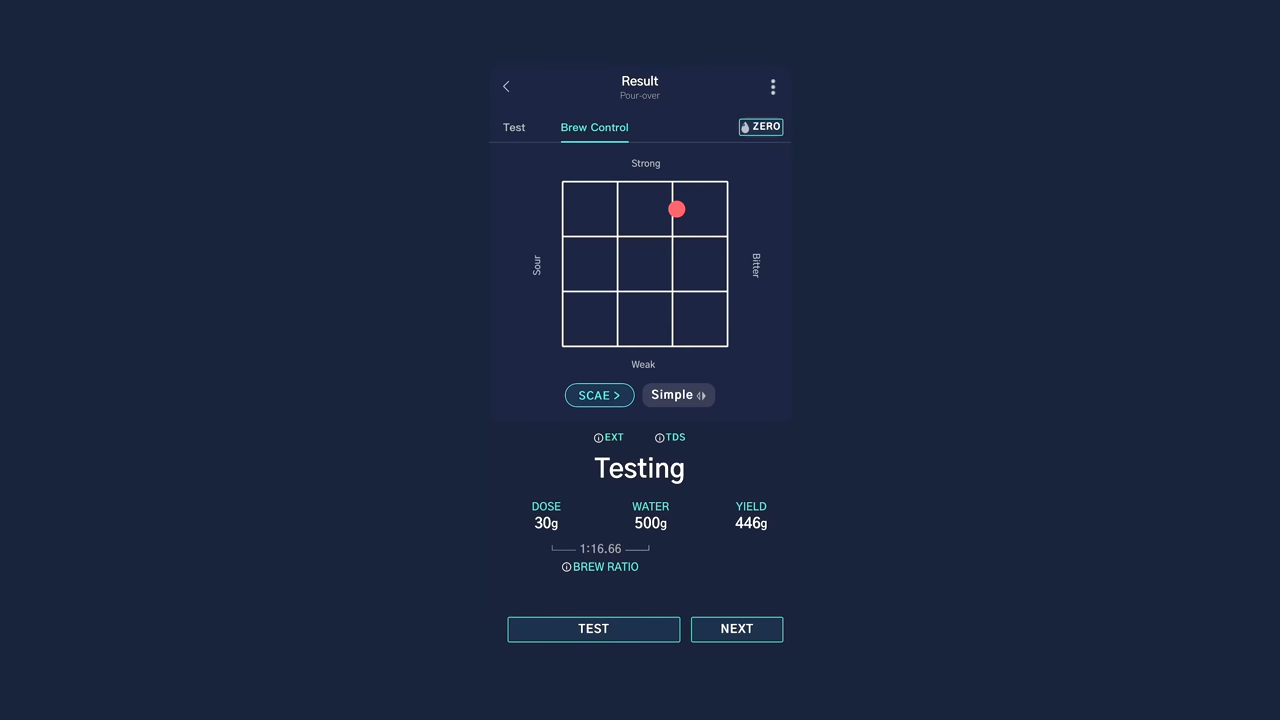 Result
Pour-over
Test
Brew Control
ZERO
Strong
Sour
Bitter
Weak
SCAE >
Simple
EXT
TDS
Testing
DOSE
WATER
YIELD
30g
500g
446g
1:16.66
BREW RATIO
TEST
NEXT